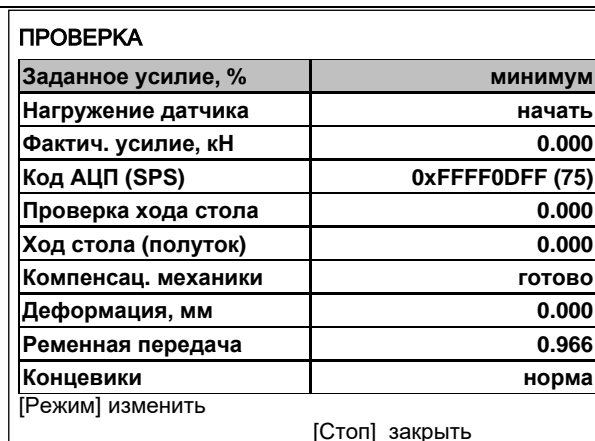 ПРОВЕРКА
Заданное усилие, % минимум
Нагружение датчика начать
Фактич. усилие, кН 0.000
Код АЦП (SPS) 0xFFFF0DFF (75)
Проверка хода стола 0.000
Ход стола (полуток) 0.000
Компенсац. механики готово
Деформация, мм 0.000
Ременная передача 0.966
Концевики норма
[Режим] изменить
[Стоп] закрыть